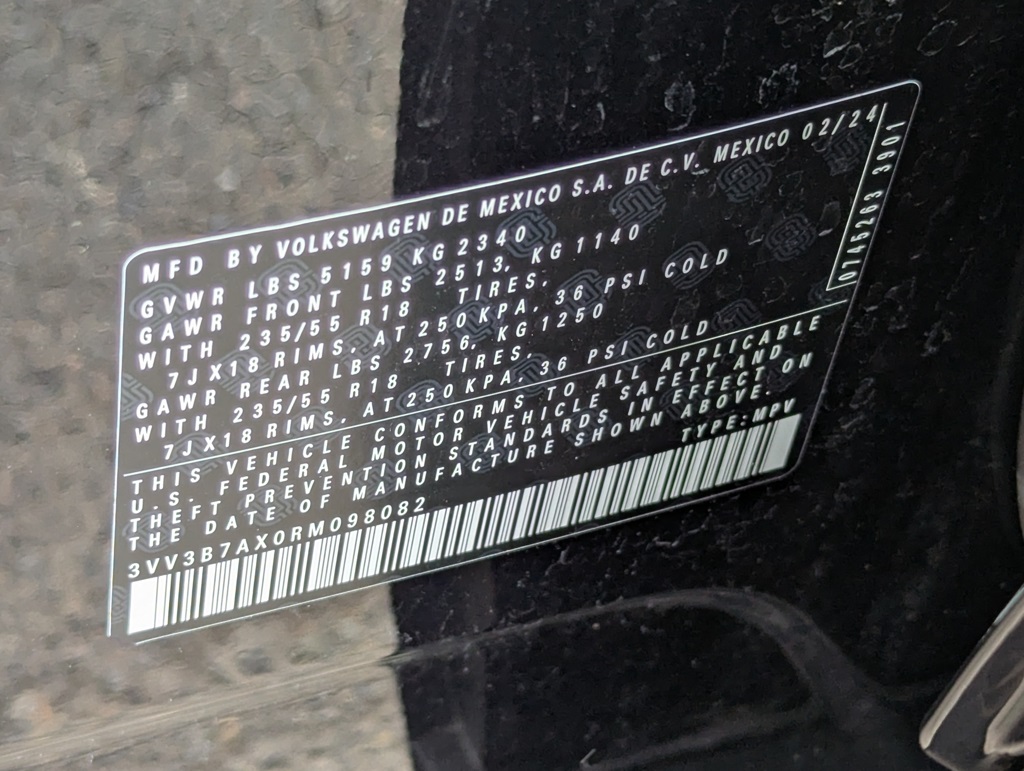 MFD BY VOLKSWAGEN DE MEXICO S.A. DE C.V. MEXICO 02/24
GVWR LBS 5159 KG 2340
GAWR FRONT LBS 2513, KG 1140
WITH 235/55 R18 TIRES,
7JX18 RIMS, AT 250KPA, 36 PSI COLD
GAWR REAR LBS 2756, KG 1250
WITH 235/55 R18 TIRES,
7JX18 RIMS, AT 250KPA, 36 PSI COLD
THIS VEHICLE CONFORMS TO ALL APPLICABLE
U.S. FEDERAL MOTOR VEHICLE SAFETY AND
THEFT PREVENTION STANDARDS IN EFFECT ON
THE DATE OF MANUFACTURE SHOWN ABOVE.
3VV3B7AX0RM098082 TYPE: MPV
0745263 3901